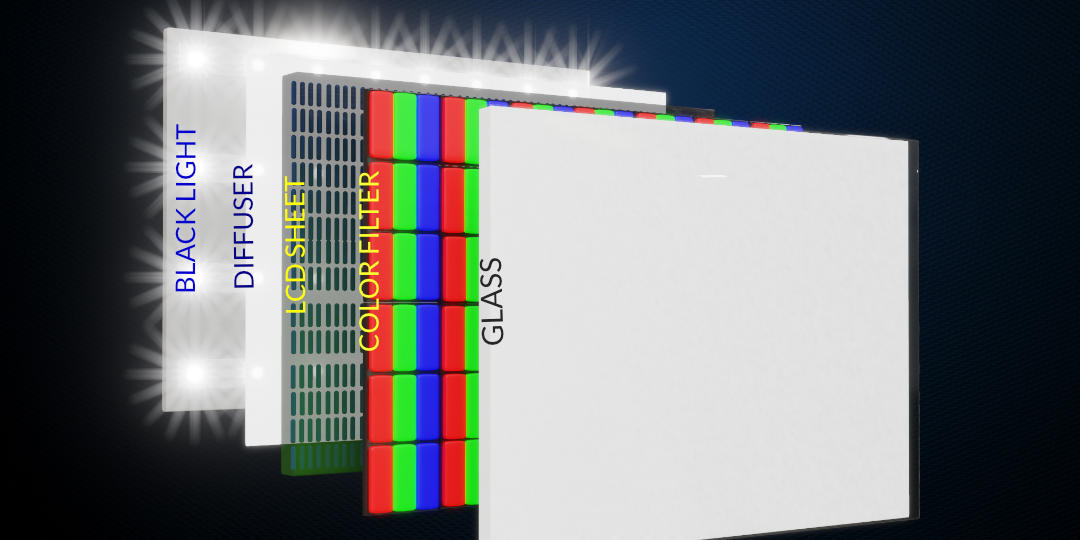 BLACK LIGHT
DIFFUSER
LCD SHEET
COLOR FILTER
GLASS